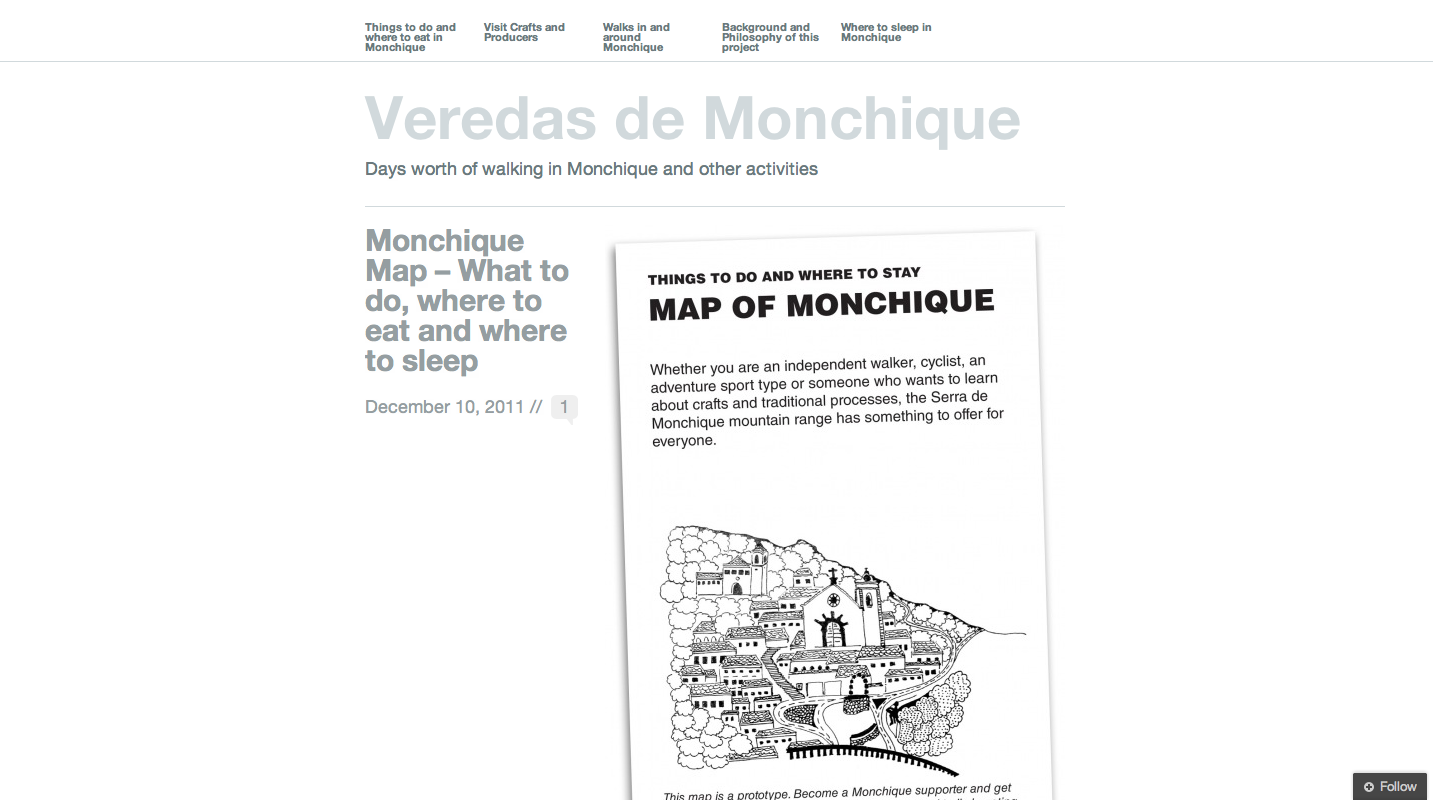 Things to do and
where to eat in
Monchique
Visit Crafts and
Producers
Walks in and
around
Monchique
Background and
Philosophy of this
project
Where to sleep in
Monchique
Veredas de Monchique
Days worth of walking in Monchique and other activities
Monchique
Map – What to
do, where to
eat and where
to sleep
December 10, 2011 // 1
THINGS TO DO AND WHERE TO STAY
MAP OF MONCHIQUE
Whether you are an independent walker, cyclist, an
adventure sport type or someone who wants to learn
about crafts and traditional processes, the Serra de
Monchique mountain range has something to offer for
everyone.
This map is a prototype. Become a Monchique supporter and get
Follow